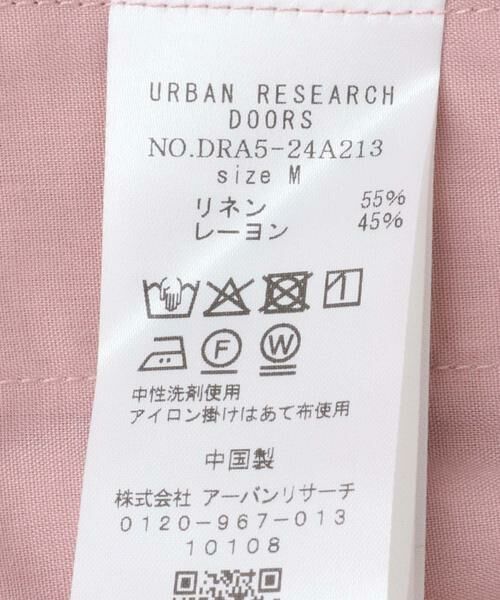 URBAN RESEARCH
DOORS
NO.DRA5-24A213
size M
リネン 55%
レーヨン 45%
F W
中性洗剤使用
アイロン掛けはあて布使用
中国製
株式会社 アーバンリサーチ
0120-967-013
10108